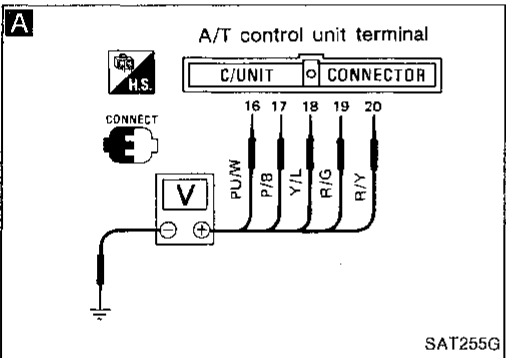 A
A/T control unit terminal
H.S.
C/UNIT CONNECTOR
CONNECT
16 17 18 19 20
PU/W P/B Y/L R/G R/Y
V
SAT255G